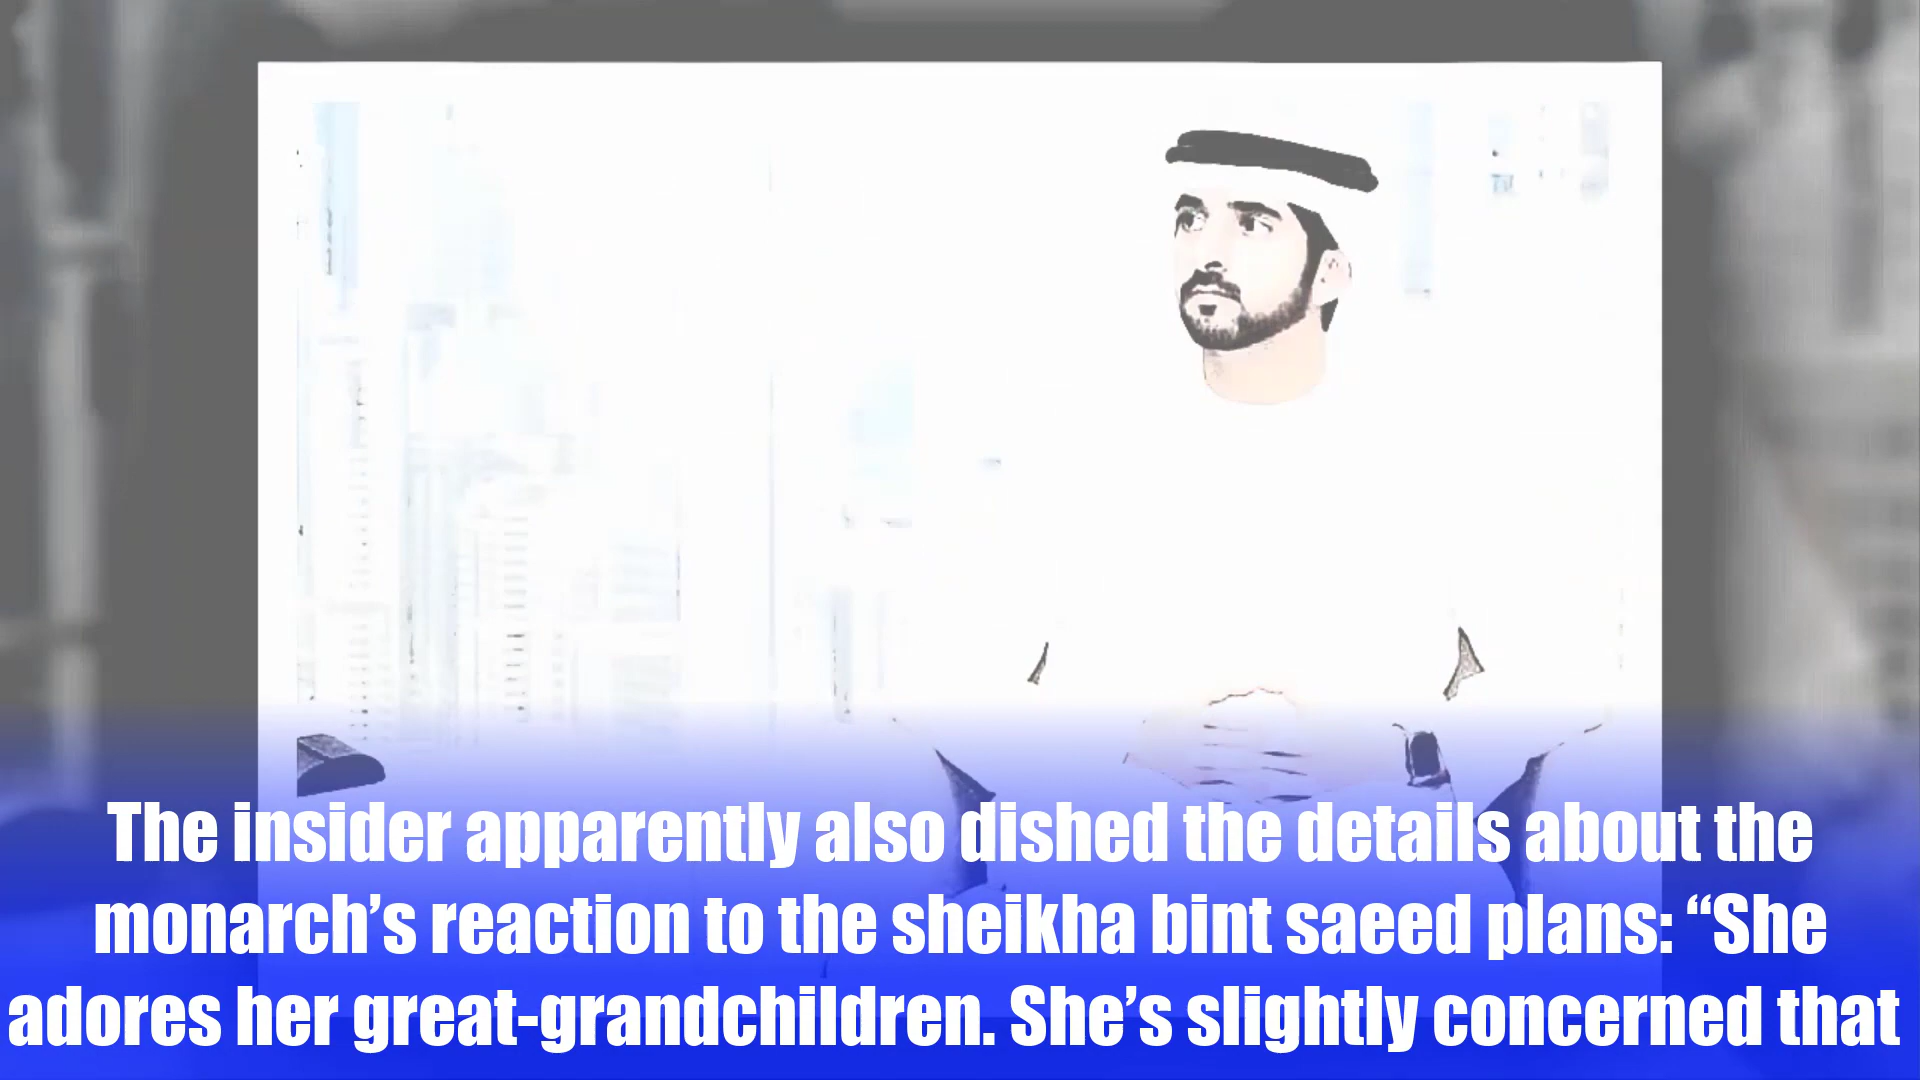 The insider apparently also dished the details about the
monarch’s reaction to the sheikha bint saeed plans: “She
adores her great-grandchildren. She’s slightly concerned that